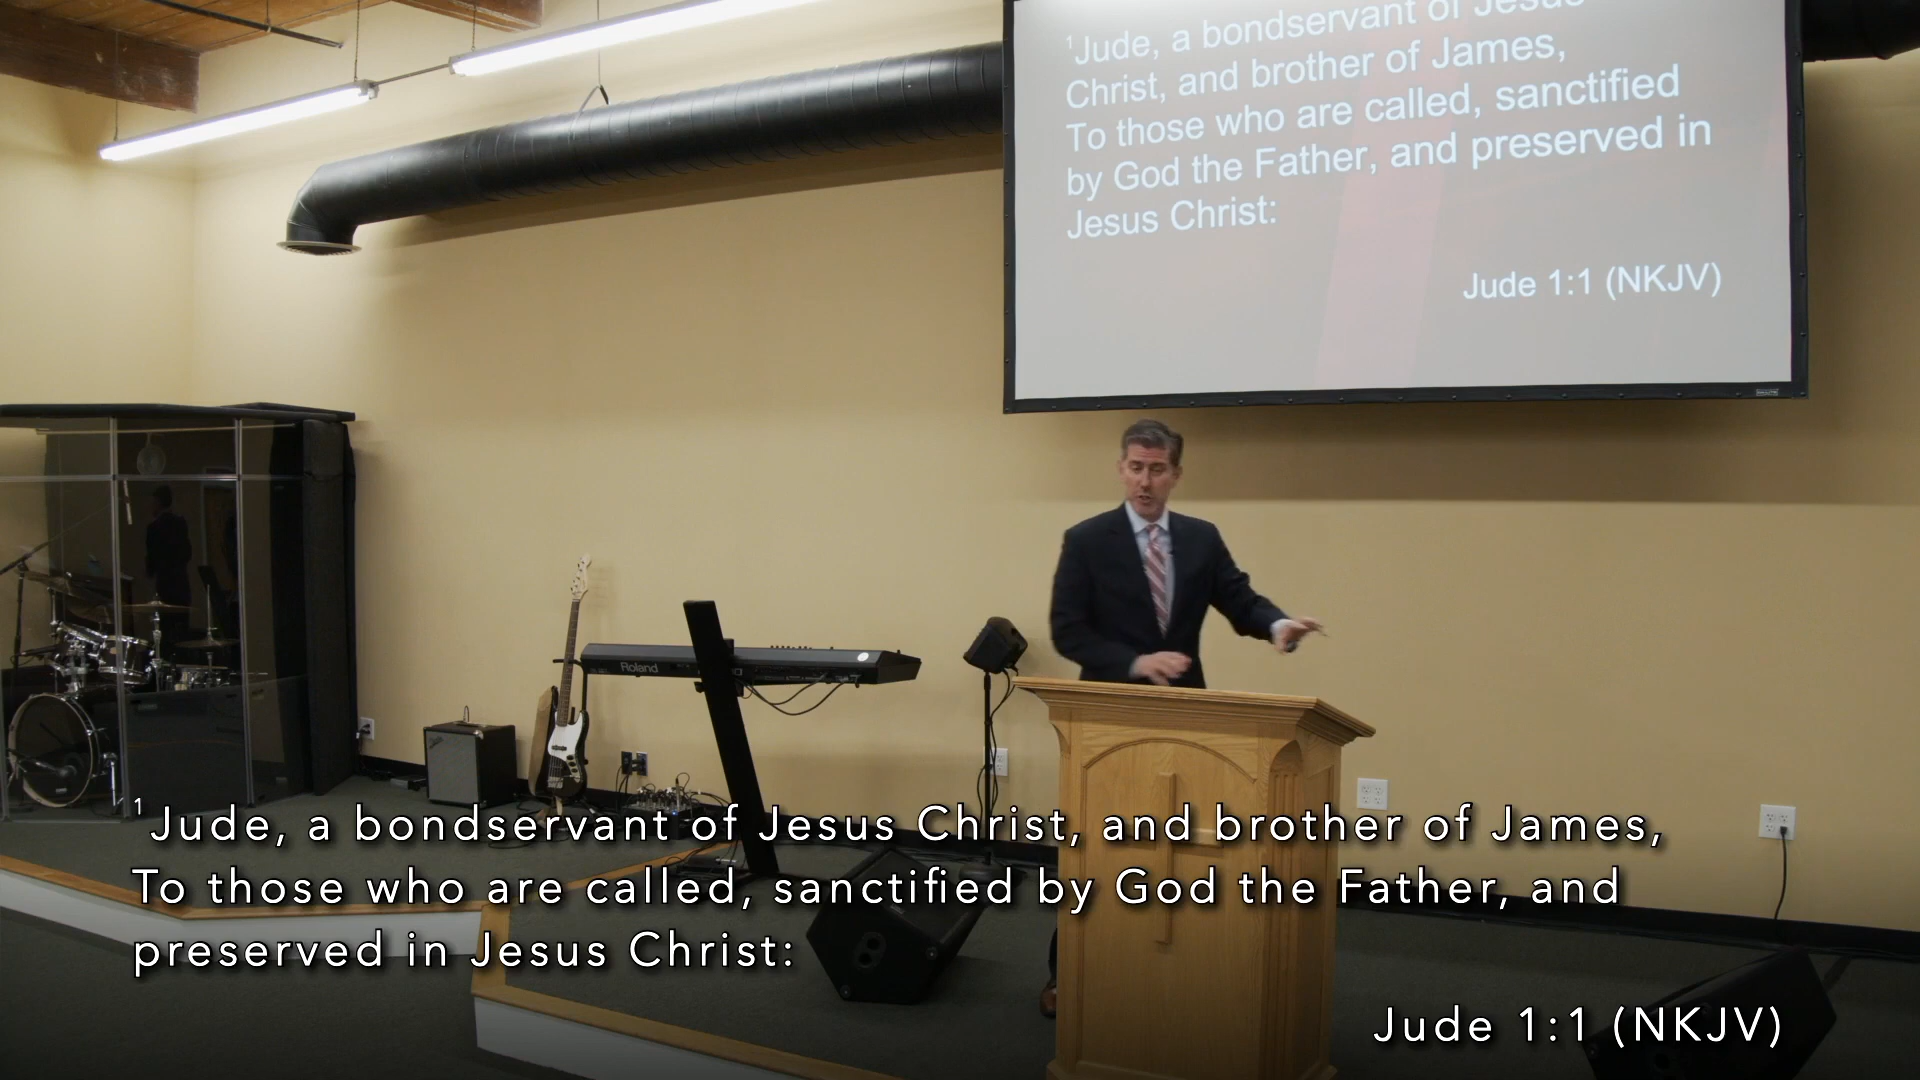 ¹Jude, a bondservant of Jesus
Christ, and brother of James,
To those who are called, sanctified
by God the Father, and preserved in
Jesus Christ:
Jude 1:1 (NKJV)
Roland
¹Jude, a bondservant of Jesus Christ, and brother of James,
To those who are called, sanctified by God the Father, and
preserved in Jesus Christ:
Jude 1:1 (NKJV)